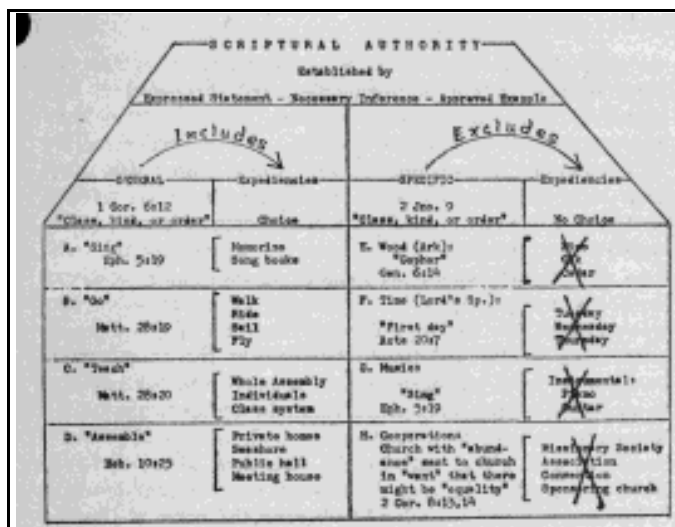 SCRIPTURAL AUTHORITY
Established by
Expressed Statement - Necessary Inference - Approved Example
Includes
Excludes
GENERAL
Expediencies
SPECIFIC
Expediencies
1 Cor. 6:12
"Class, kind, or order"
Choice
2 Jno. 9
"Class, kind, or order"
No Choice
A. "Sing"
Eph. 5:19
Memorize
Song books
E. Wood (Ark):
"Gopher"
Gen. 6:14
B. "Go"
Matt. 28:19
Walk
Ride
Sail
Fly
F. Time (Lord's Sp.):
"First day"
Acts 20:7
Tuesday
Wednesday
Thursday
C. "Teach"
Matt. 28:20
Whole Assembly
Individuals
Class system
G. Music:
"Sing"
Eph. 5:19
Instrumental:
Piano
D. "Assemble"
Heb. 10:25
Private homes
Seashore
Public hall
Meeting house
H. Cooperation:
Church with "abund-
ance" sent to church
in "want" that there
might be "equality"
2 Cor. 8:13,14
Missionary Society
Association
Convention
Sponsoring church